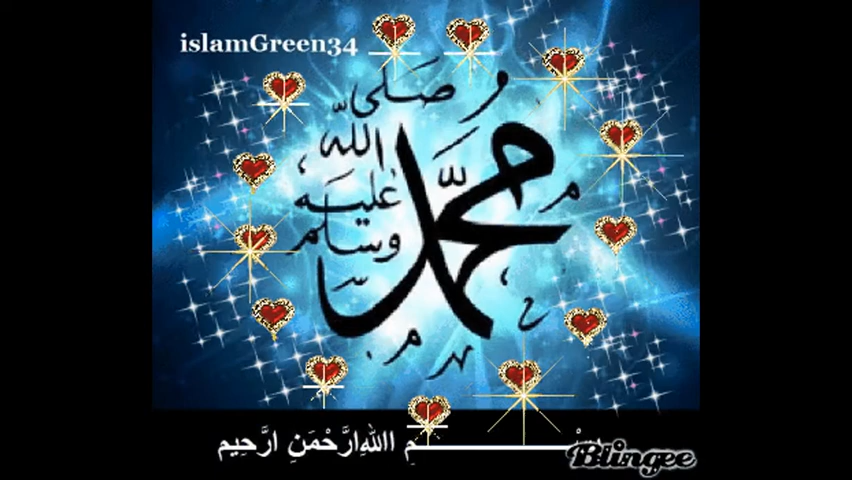 islamGreen34
صلى
الله
عليه
وسلم
محمد
بِسْمِ اللهِ ارَّحْمَنِ ارَّحِيم
Blingee